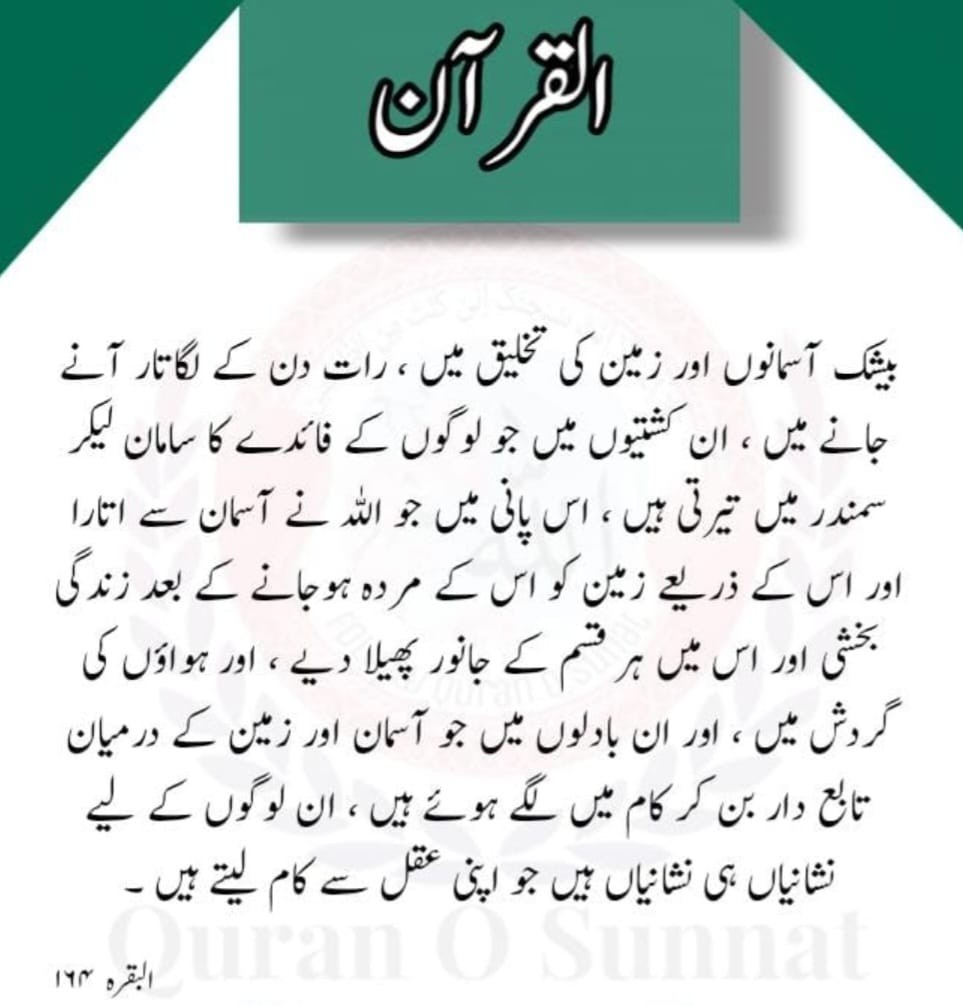 القرآن
بیشک آسمانوں اور زمین کی تخلیق میں ، رات دن کے لگاتار آنے
جانے میں ، ان کشتیوں میں جو لوگوں کے فائدے کا سامان لیکر
سمندر میں تیرتی ہیں ، اس پانی میں جو اللہ نے آسمان سے اتارا
اور اس کے ذریعے زمین کو اس کے مردہ ہوجانے کے بعد زندگی
بخشی اور اس میں ہر قسم کے جانور پھیلا دیے ، اور ہواؤں کی
گردش میں ، اور ان بادلوں میں جو آسمان اور زمین کے درمیان
تابع دار بن کر کام میں لگے ہوئے ہیں ، ان لوگوں کے لیے
نشانیاں ہی نشانیاں ہیں جو اپنی عقل سے کام لیتے ہیں ۔
Quran O Sunnat
البقرہ ۱۶۴